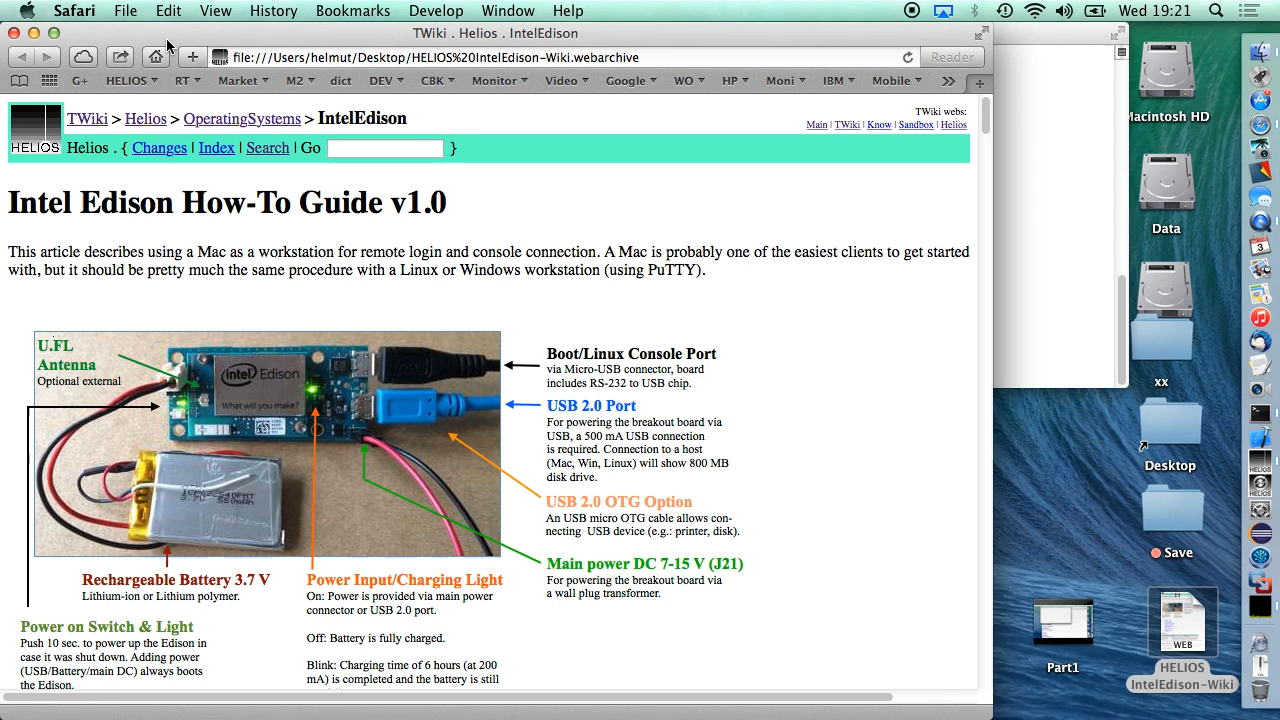 Safari File Edit View History Bookmarks Develop Window Help Wed 19:21
TWiki . Helios . IntelEdison
file:///Users/helmut/Desktop/HELIOS%20IntelEdison-Wiki.webarchive Reader
G+ HELIOS RT Market M2 dict DEV CBK Monitor Video Google WO HP Moni IBM Mobile
HELIOS
TWiki > Helios > OperatingSystems > IntelEdison
TWiki webs:
Main | TWiki | Know | Sandbox | Helios
Helios . { Changes | Index | Search | Go }
Intel Edison How-To Guide v1.0
This article describes using a Mac as a workstation for remote login and console connection. A Mac is probably one of the easiest clients to get started
with, but it should be pretty much the same procedure with a Linux or Windows workstation (using PuTTY).
U.FL
Antenna
Optional external
intel Edison
What will you make?
Boot/Linux Console Port
via Micro-USB connector, board
includes RS-232 to USB chip.
USB 2.0 Port
For powering the breakout board via
USB, a 500 mA USB connection
is required. Connection to a host
(Mac, Win, Linux) will show 800 MB
disk drive.
USB 2.0 OTG Option
An USB micro OTG cable allows con-
necting USB device (e.g.: printer, disk).
Main power DC 7-15 V (J21)
For powering the breakout board via
a wall plug transformer.
Rechargeable Battery 3.7 V
Lithium-ion or Lithium polymer.
Power Input/Charging Light
On: Power is provided via main power
connector or USB 2.0 port.
Off: Battery is fully charged.
Blink: Charging time of 6 hours (at 200
mA) is completed and the battery is still
Power on Switch & Light
Push 10 sec. to power up the Edison in
case it was shut down. Adding power
(USB/Battery/main DC) always boots
the Edison.
Macintosh HD
Data
xx
Desktop
Save
Part1
WEB
HELIOS
IntelEdison-Wiki
3
HELIOS
HELIOS